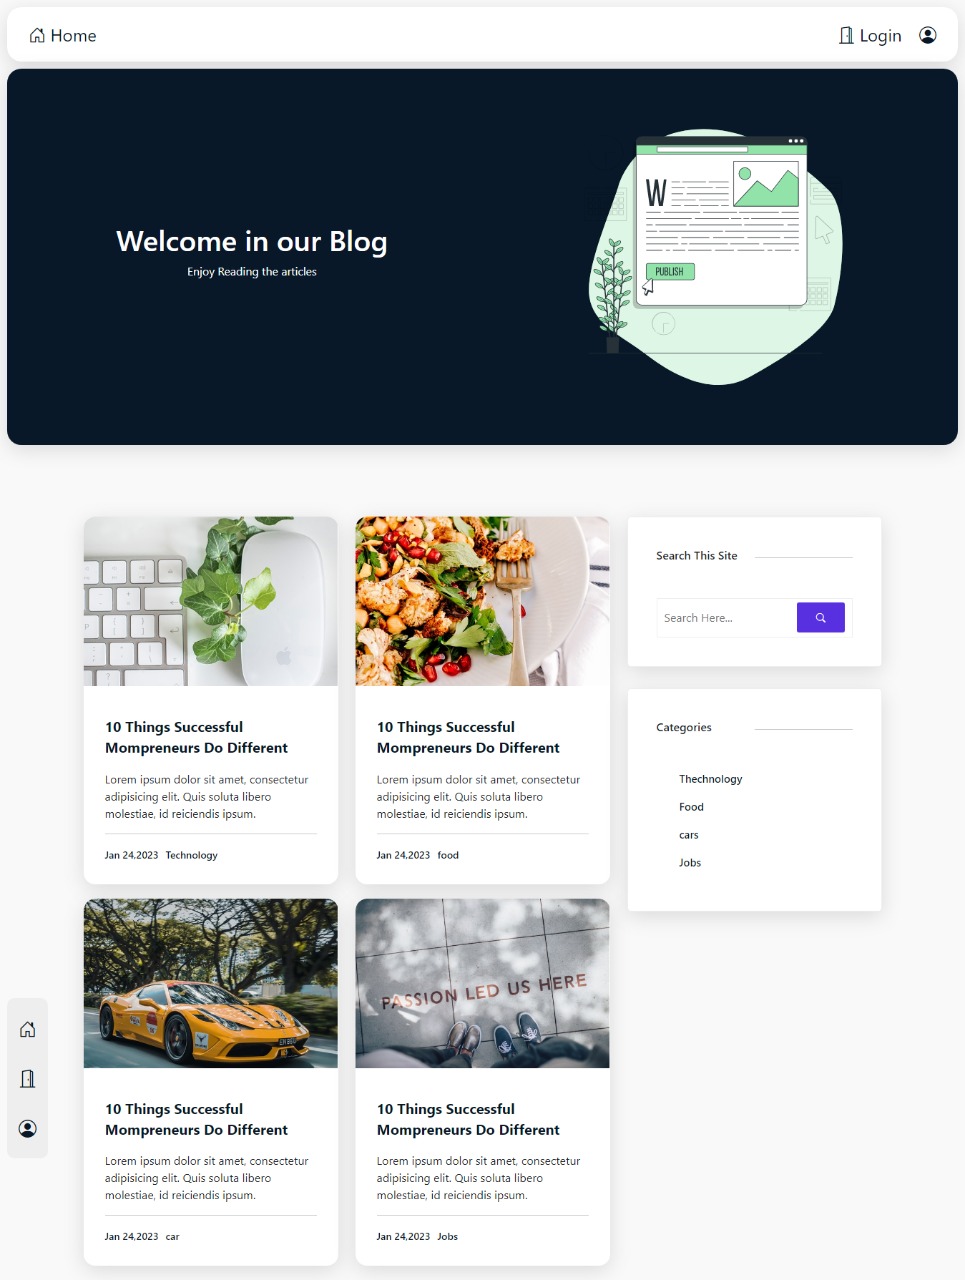 Home
Login
Welcome in our Blog
Enjoy Reading the articles
W
PUBLISH
10 Things Successful
Mompreneurs Do Different
Lorem ipsum dolor sit amet, consectetur
adipisicing elit. Quis soluta libero
molestiae, id reiciendis ipsum.
Jan 24,2023 Technology
10 Things Successful
Mompreneurs Do Different
Lorem ipsum dolor sit amet, consectetur
adipisicing elit. Quis soluta libero
molestiae, id reiciendis ipsum.
Jan 24,2023 food
Search This Site
Search Here...
Categories
Thechnology
Food
cars
Jobs
10 Things Successful
Mompreneurs Do Different
Lorem ipsum dolor sit amet, consectetur
adipisicing elit. Quis soluta libero
molestiae, id reiciendis ipsum.
Jan 24,2023 car
PASSION LED US HERE
10 Things Successful
Mompreneurs Do Different
Lorem ipsum dolor sit amet, consectetur
adipisicing elit. Quis soluta libero
molestiae, id reiciendis ipsum.
Jan 24,2023 Jobs